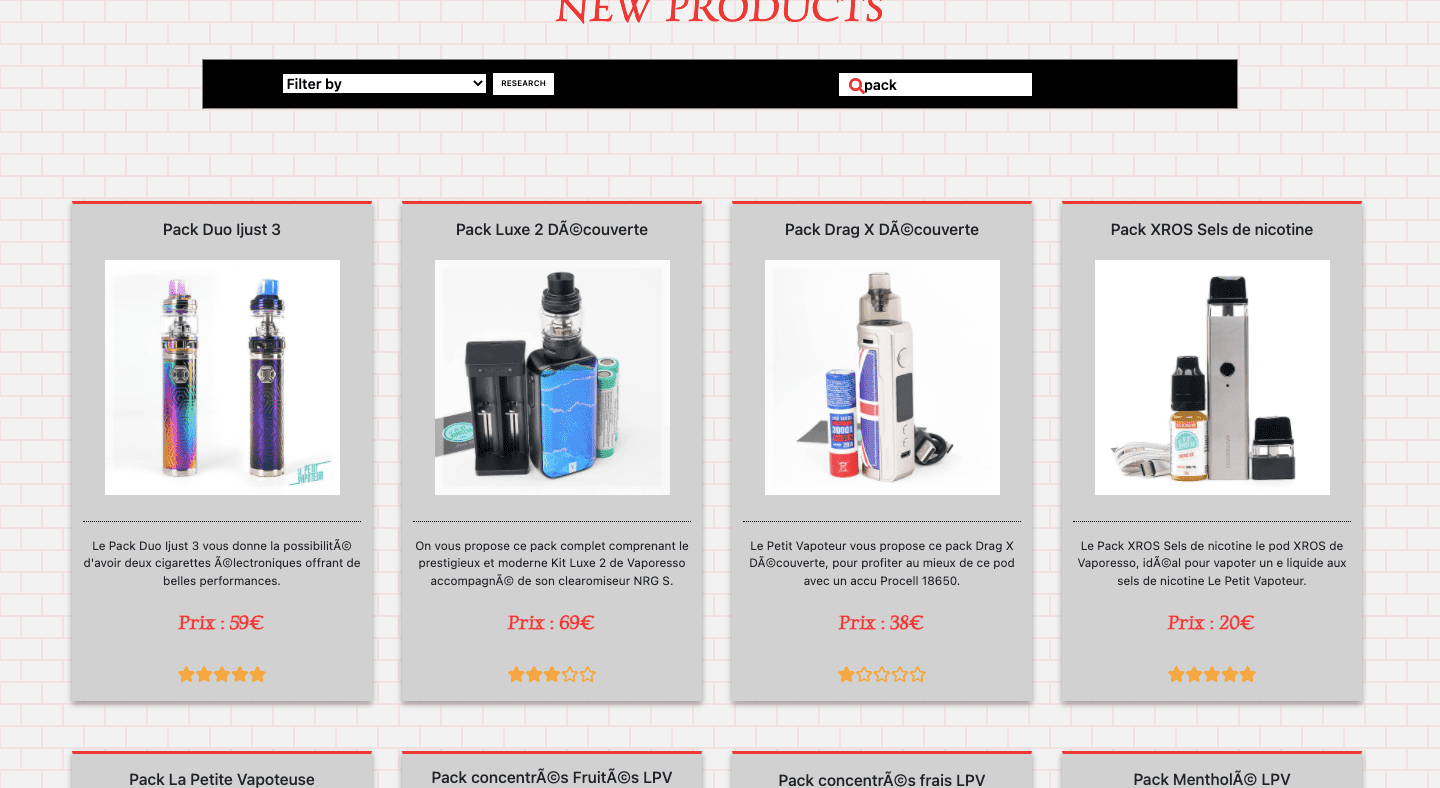 NEW PRODUCTS
Filter by
RESEARCH
pack
Pack Duo Ijust 3
Pack Luxe 2 DÃ©couverte
Pack Drag X DÃ©couverte
Pack XROS Sels de nicotine
LE PETIT
VAPOTEUR
Le Pack Duo Ijust 3 vous donne la possibilitÃ©
d'avoir deux cigarettes Ã©lectroniques offrant de
belles performances.
On vous propose ce pack complet comprenant le
prestigieux et moderne Kit Luxe 2 de Vaporesso
accompagnÃ© de son clearomiseur NRG S.
Le Petit Vapoteur vous propose ce pack Drag X
DÃ©couverte, pour profiter au mieux de ce pod
avec un accu Procell 18650.
Le Pack XROS Sels de nicotine le pod XROS de
Vaporesso, idÃ©al pour vapoter un e liquide aux
sels de nicotine Le Petit Vapoteur.
Prix : 59€
Prix : 69€
Prix : 38€
Prix : 20€
Pack La Petite Vapoteuse
Pack concentrÃ©s FruitÃ©s LPV
Pack concentrÃ©s frais LPV
Pack MentholÃ© LPV